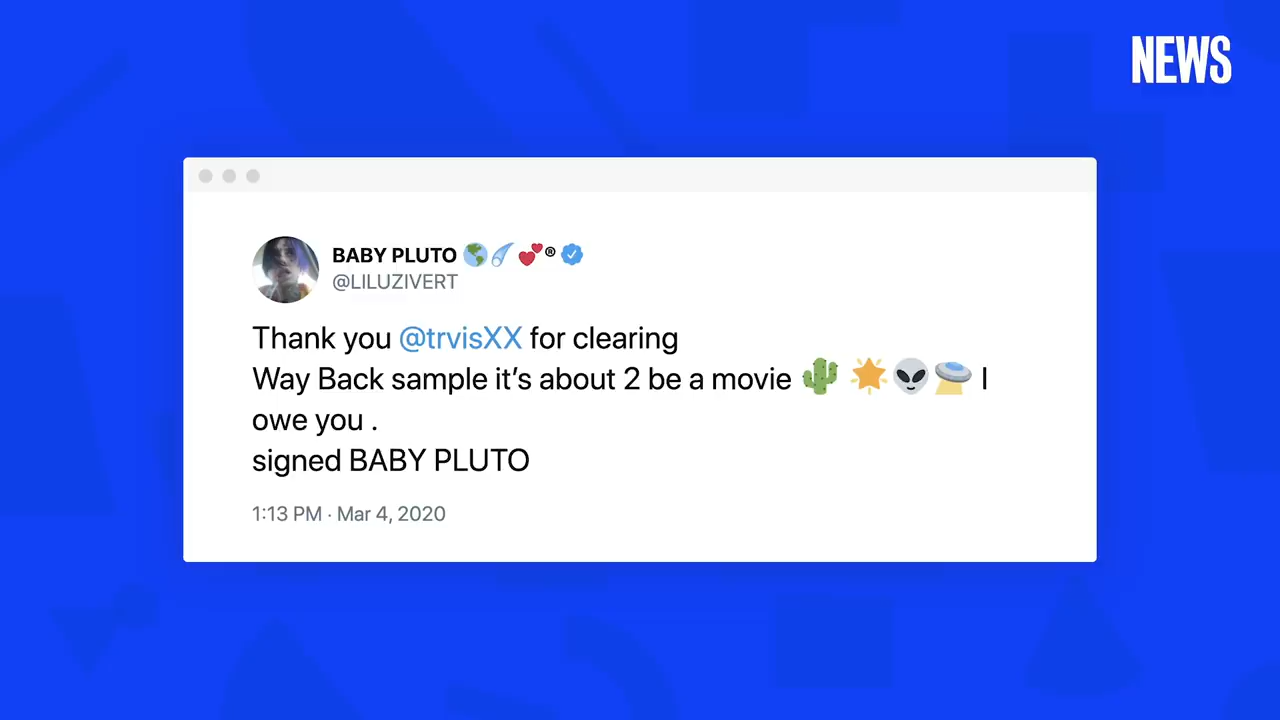 NEWS
BABY PLUTO 🌎☄️💕®
@LILUZIVERT
Thank you @trvisXX for clearing
Way Back sample it’s about 2 be a movie 🌵 🌟👽🛸 I
owe you .
signed BABY PLUTO
1:13 PM · Mar 4, 2020